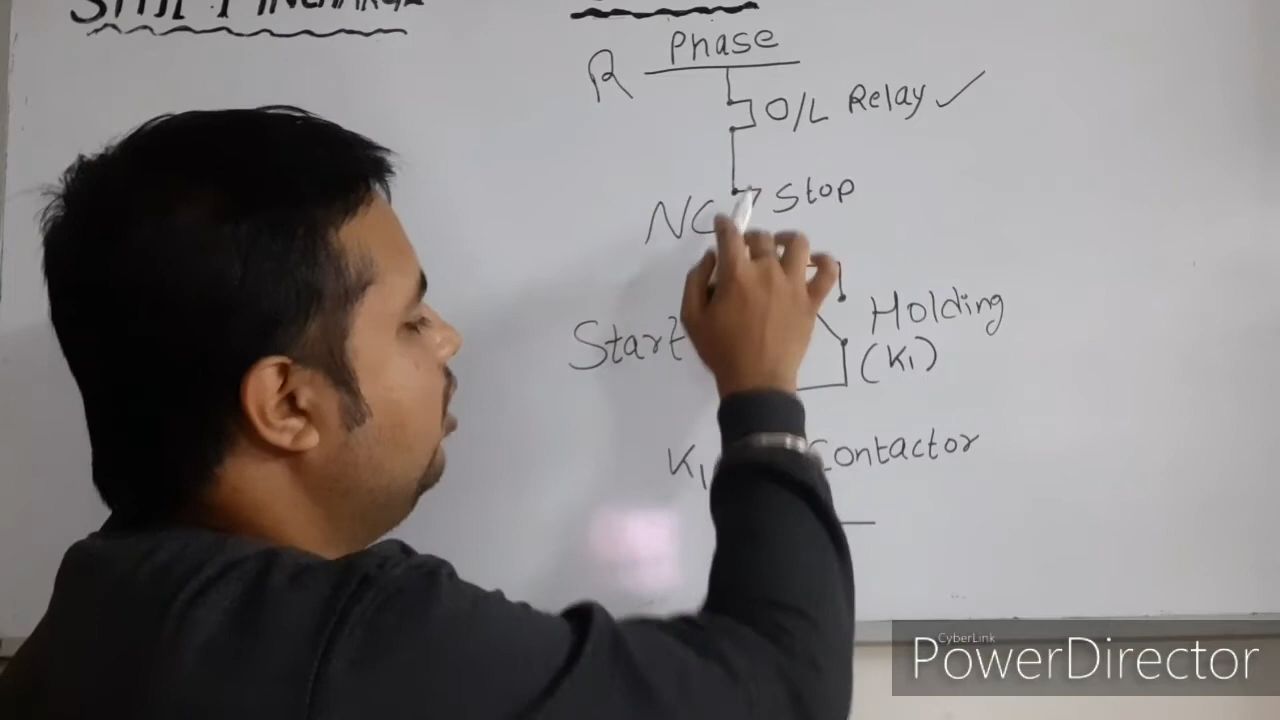 R Phase
O/L Relay ✓
NC Stop
Start
Holding
(K1)
K1 Contactor
CyberLink
PowerDirector